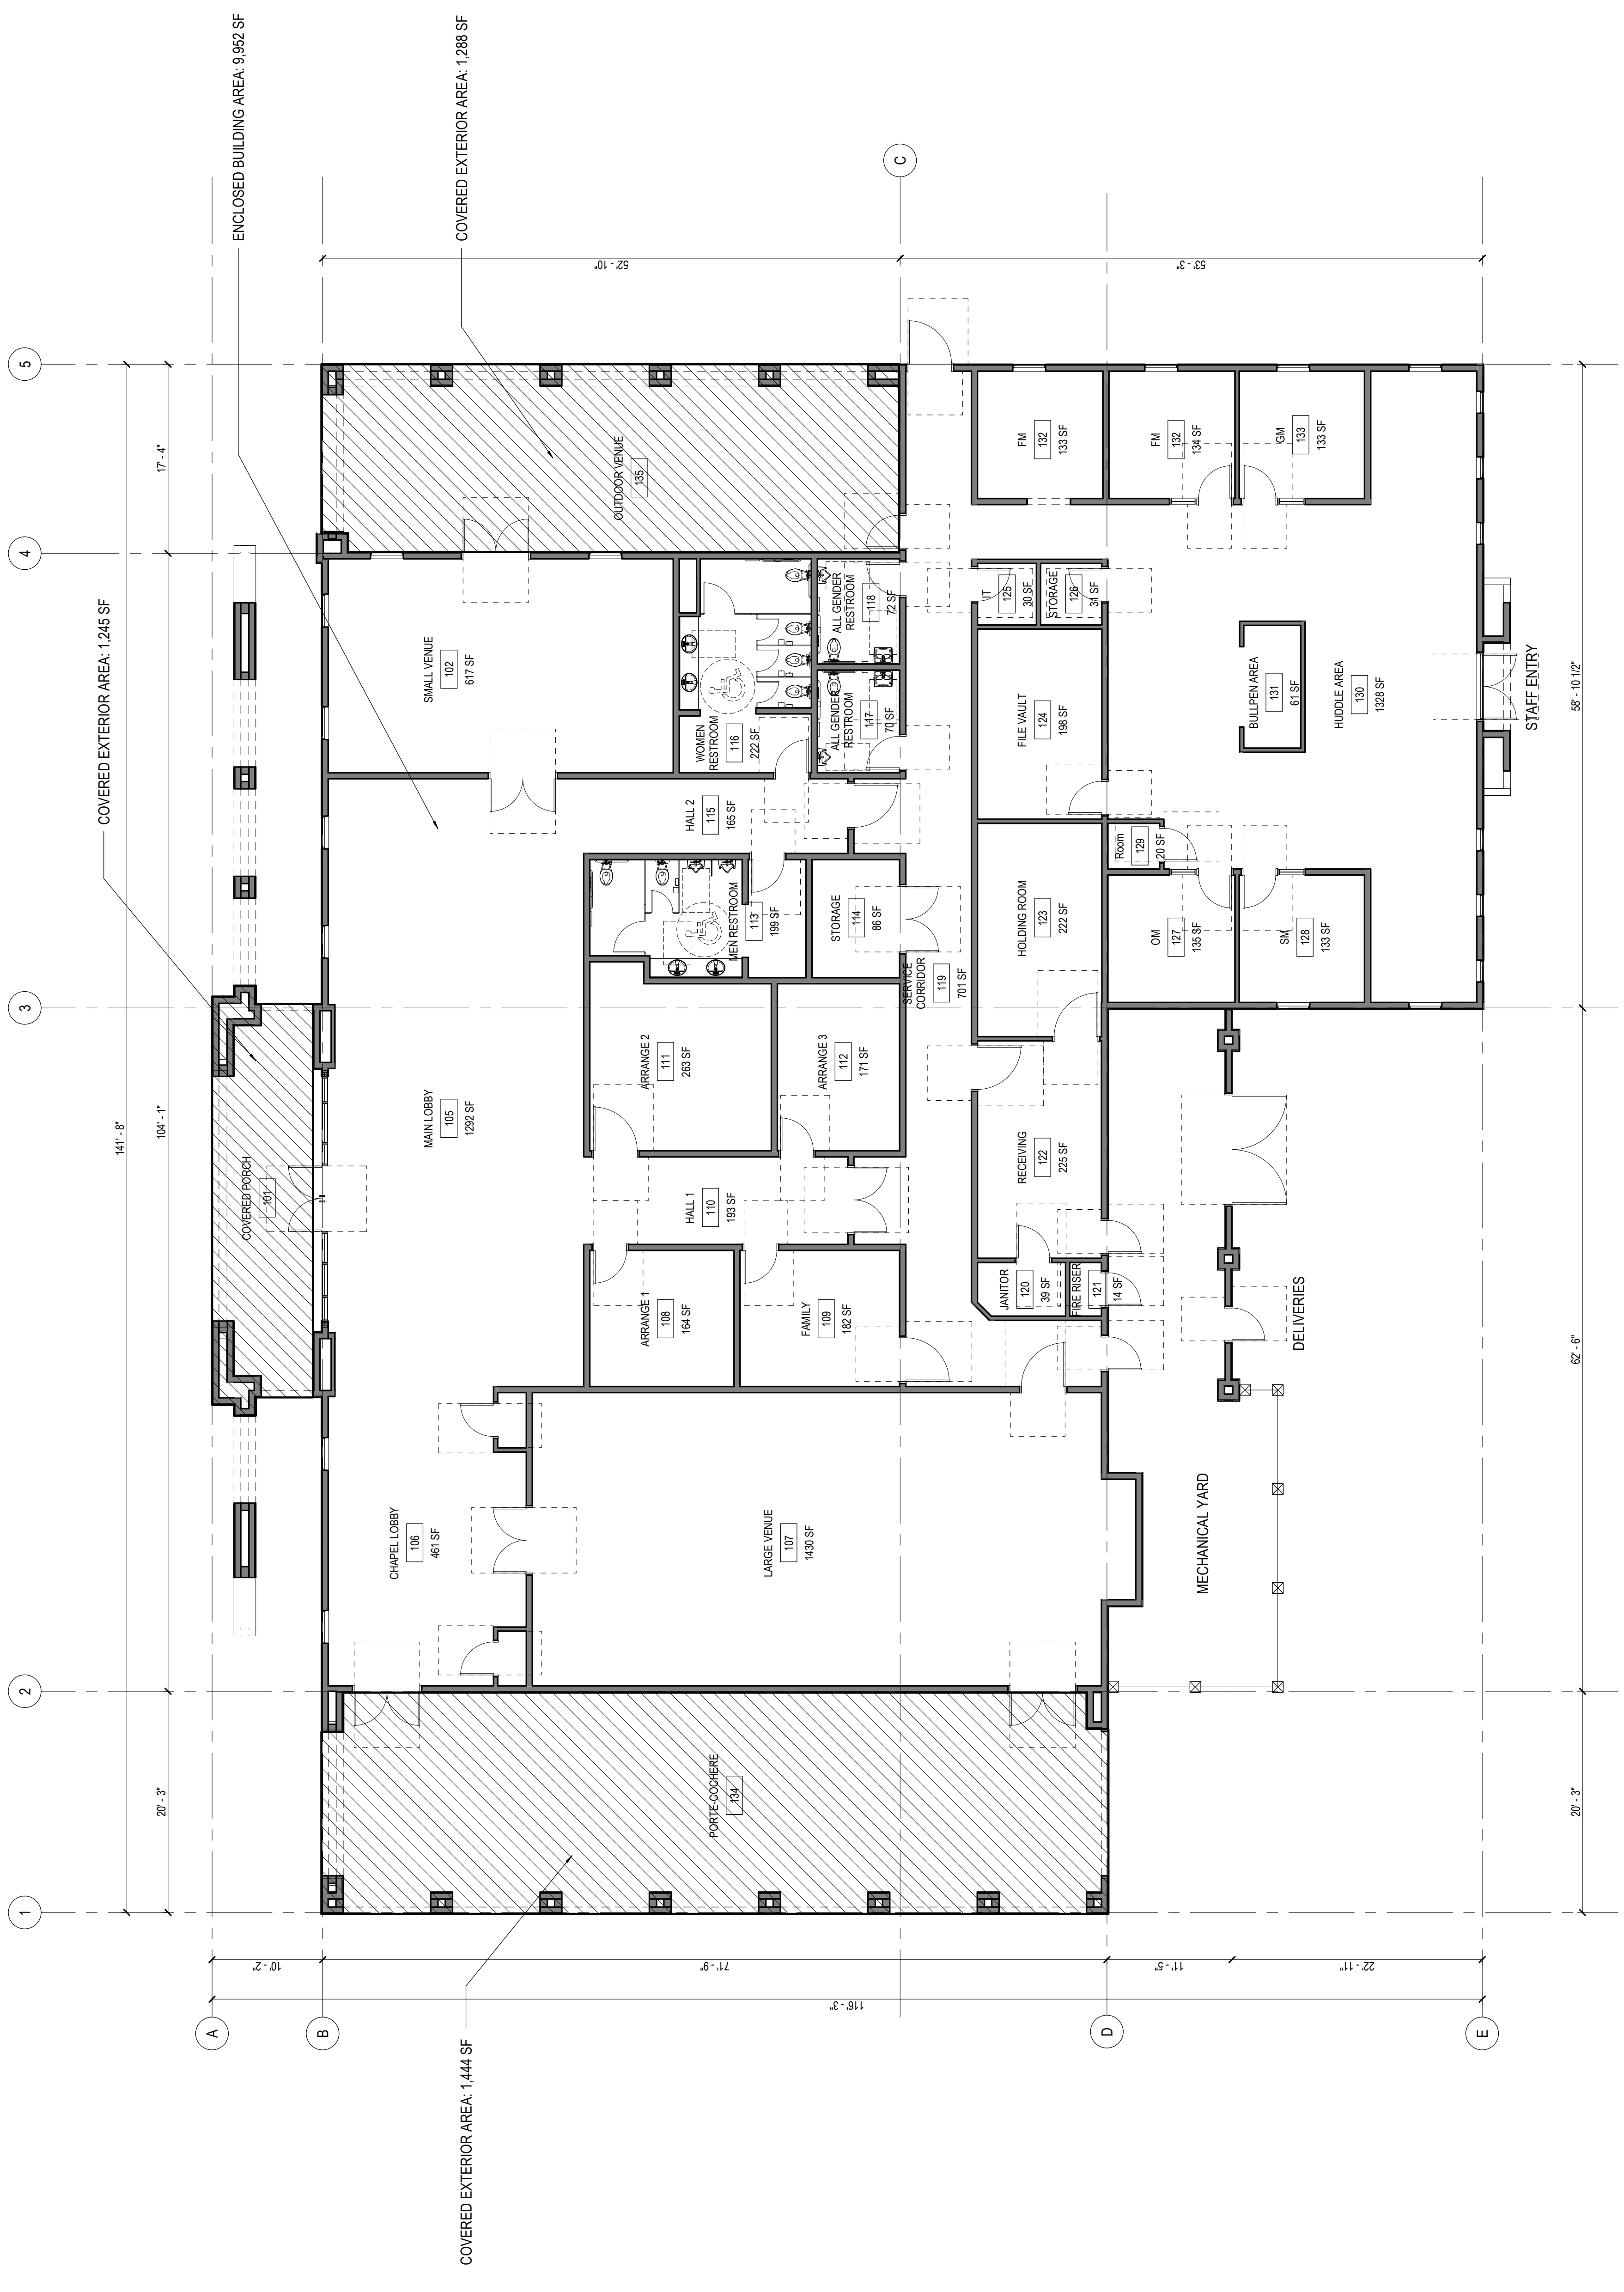 ENCLOSED BUILDING AREA: 9,952 SF
COVERED EXTERIOR AREA: 1,288 SF
COVERED EXTERIOR AREA: 1,245 SF
COVERED EXTERIOR AREA: 1,444 SF
1
2
3
4
5
A
B
C
D
E
141' - 8"
20' - 3"
104' - 1"
17' - 4"
52' - 10"
53' - 3"
10' - 2"
71' - 9"
11' - 5"
22' - 11"
116' - 3"
20' - 3"
62' - 6"
58' - 10 1/2"
COVERED PORCH
101
SMALL VENUE
102
617 SF
MAIN LOBBY
105
1292 SF
CHAPEL LOBBY
106
461 SF
LARGE VENUE
107
1430 SF
ARRANGE 1
108
164 SF
FAMILY
109
182 SF
HALL 1
110
193 SF
ARRANGE 2
111
263 SF
ARRANGE 3
112
171 SF
MEN RESTROOM
113
199 SF
STORAGE
114
86 SF
HALL 2
115
165 SF
WOMEN
RESTROOM
116
222 SF
ALL GENDER
RESTROOM
117
70 SF
ALL GENDER
RESTROOM
118
72 SF
SERVICE
CORRIDOR
119
701 SF
JANITOR
120
39 SF
FIRE RISER
121
14 SF
RECEIVING
122
225 SF
HOLDING ROOM
123
222 SF
FILE VAULT
124
198 SF
IT
125
30 SF
STORAGE
126
31 SF
OM
127
135 SF
SM
128
133 SF
Room
129
20 SF
HUDDLE AREA
130
1328 SF
BULLPEN AREA
131
61 SF
FM
132
133 SF
FM
132
134 SF
GM
133
133 SF
PORTE-COCHERE
134
OUTDOOR VENUE
135
MECHANICAL YARD
DELIVERIES
STAFF ENTRY